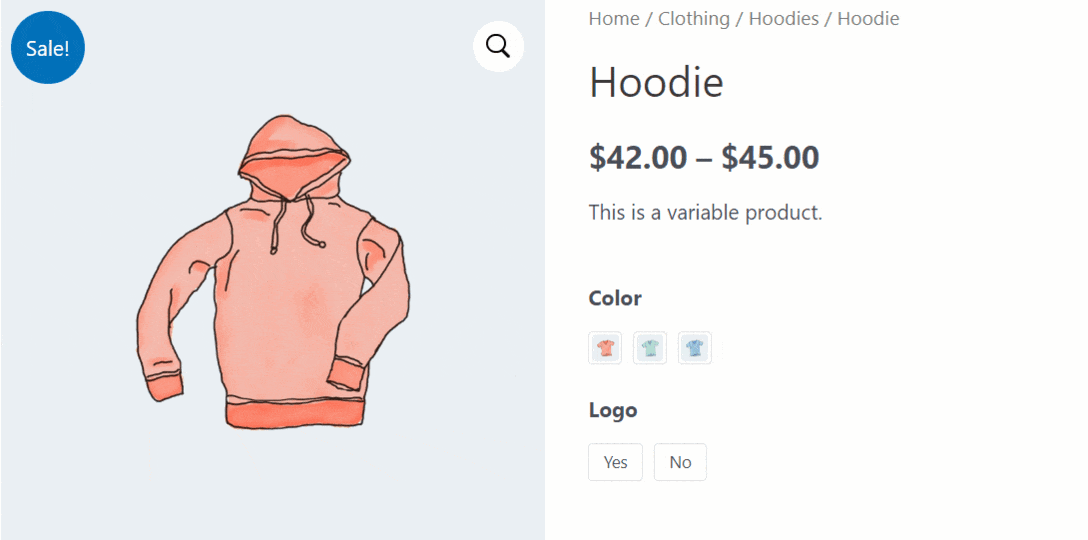 Sale!
Home / Clothing / Hoodies / Hoodie
Hoodie
$42.00 – $45.00
This is a variable product.
Color
Logo
Yes
No